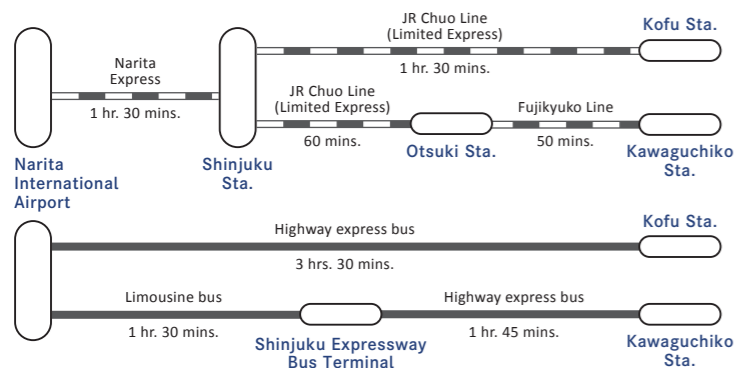 JR Chuo Line
(Limited Express)
Kofu Sta.
Narita
Express
1 hr. 30 mins.
1 hr. 30 mins.
JR Chuo Line
(Limited Express)
Fujikyuko Line
60 mins.
Otsuki Sta.
50 mins.
Narita
International
Airport
Shinjuku
Sta.
Kawaguchiko
Sta.
Kofu Sta.
Highway express bus
3 hrs. 30 mins.
Limousine bus
Highway express bus
1 hr. 30 mins.
Shinjuku Expressway
Bus Terminal
1 hr. 45 mins.
Kawaguchiko
Sta.